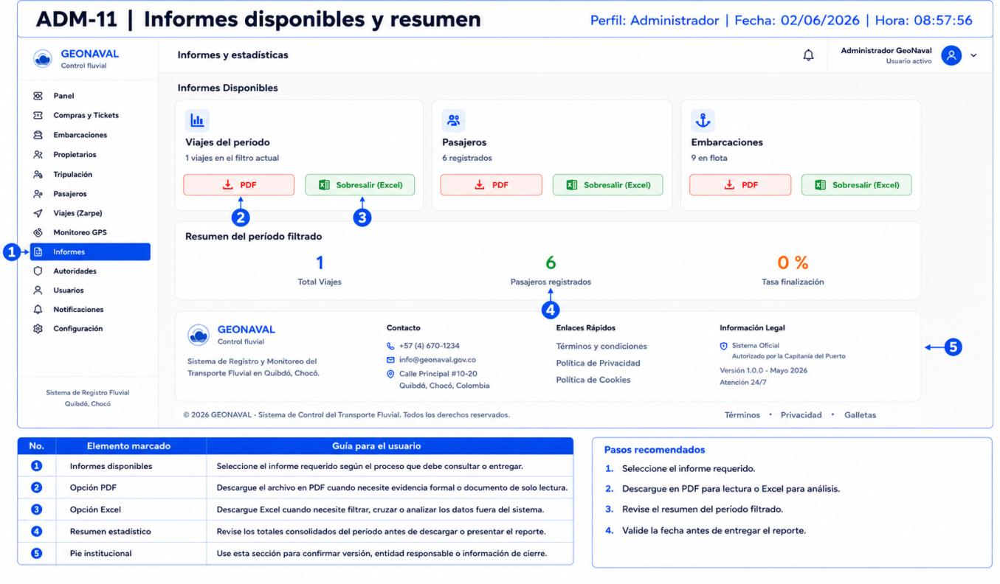 ADM-11 | Informes disponibles y resumen
Perfil: Administrador | Fecha: 02/06/2026 | Hora: 08:57:56
GEONAVAL
Control fluvial
Informes y estadísticas
Administrador GeoNaval
Usuario activo
Panel
Compras y Tickets
Embarcaciones
Propietarios
Tripulación
Pasajeros
Viajes (Zarpe)
Monitoreo GPS
1
Informes
Autoridades
Usuarios
Notificaciones
Configuración
Sistema de Registro Fluvial
Quibdó, Chocó
Informes Disponibles
Viajes del período
1 viajes en el filtro actual
PDF
Sobresalir (Excel)
2
3
Pasajeros
6 registrados
PDF
Sobresalir (Excel)
Embarcaciones
9 en flota
PDF
Sobresalir (Excel)
Resumen del período filtrado
1
Total Viajes
6
Pasajeros registrados
0 %
Tasa finalización
4
GEONAVAL
Control fluvial
Sistema de Registro y Monitoreo del
Transporte Fluvial en Quibdó, Chocó.
Contacto
+57 (4) 670-1234
info@geonaval.gov.co
Calle Principal #10-20
Quibdó, Chocó, Colombia
Enlaces Rápidos
Términos y condiciones
Política de Privacidad
Política de Cookies
Información Legal
Sistema Oficial
Autorizado por la Capitanía del Puerto
Versión 1.0.0 - Mayo 2026
Atención 24/7
5
© 2026 GEONAVAL - Sistema de Control del Transporte Fluvial. Todos los derechos reservados.
Términos • Privacidad • Galletas
No. Elemento marcado Guía para el usuario
1 Informes disponibles Seleccione el informe requerido según el proceso que debe consultar o entregar.
2 Opción PDF Descargue el archivo en PDF cuando necesite evidencia formal o documento de solo lectura.
3 Opción Excel Descargue Excel cuando necesite filtrar, cruzar o analizar los datos fuera del sistema.
4 Resumen estadístico Revise los totales consolidados del período antes de descargar o presentar el reporte.
5 Pie institucional Use esta sección para confirmar versión, entidad responsable o información de cierre.
Pasos recomendados
1. Seleccione el informe requerido.
2. Descargue en PDF para lectura o Excel para análisis.
3. Revise el resumen del período filtrado.
4. Valide la fecha antes de entregar el reporte.